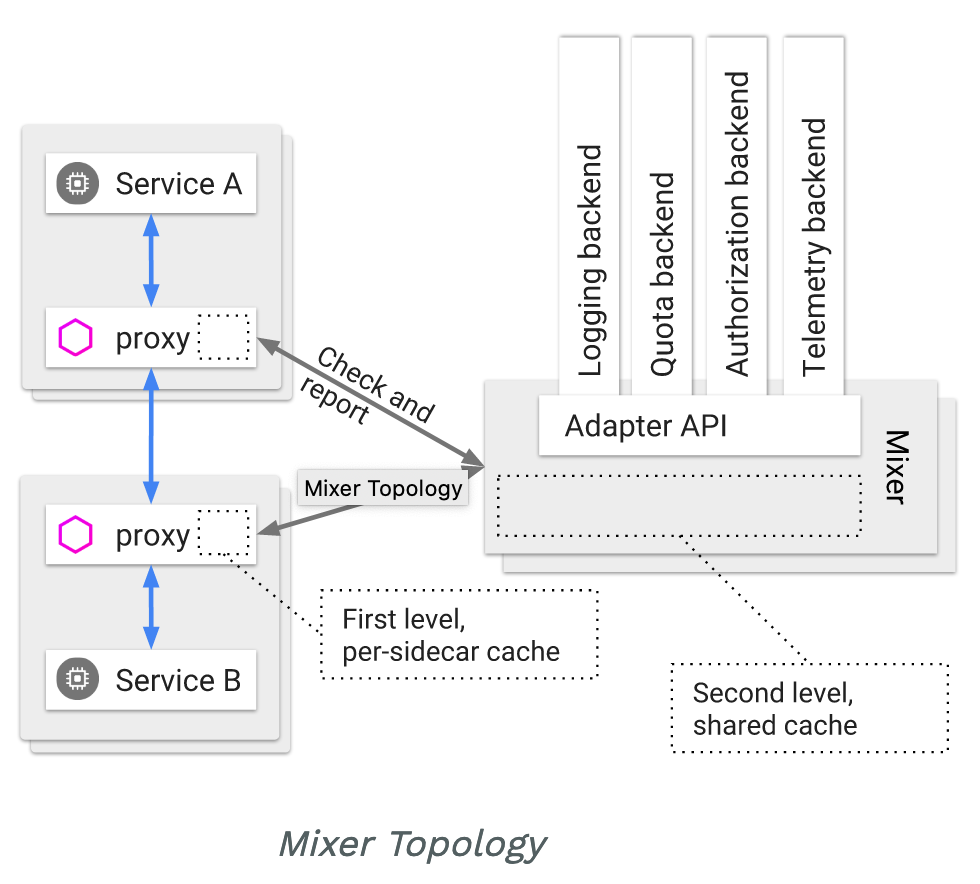 Service A
proxy
Check and
report
Mixer Topology
proxy
Service B
First level,
per-sidecar cache
Logging backend
Quota backend
Authorization backend
Telemetry backend
Adapter API
Mixer
Second level,
shared cache
Mixer Topology